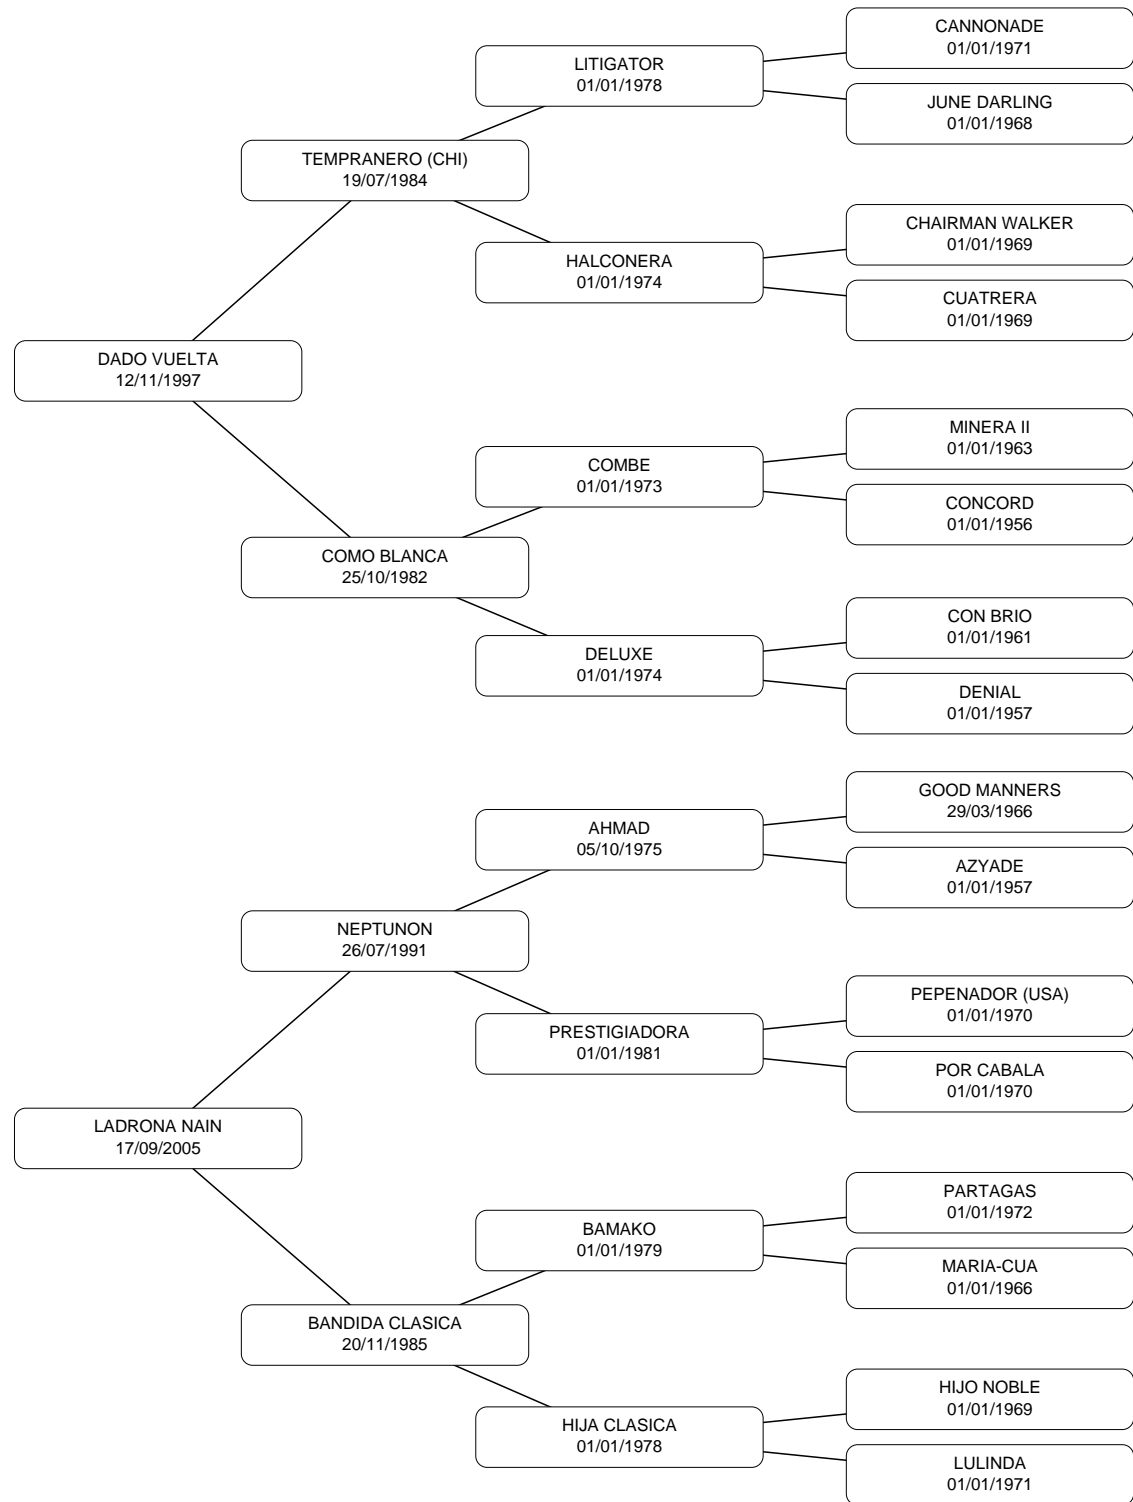 CANNONADE
01/01/1971
LITIGATOR
01/01/1978
JUNE DARLING
01/01/1968
TEMPRANERO (CHI)
19/07/1984
CHAIRMAN WALKER
01/01/1969
HALCONERA
01/01/1974
CUATRERA
01/01/1969
DADO VUELTA
12/11/1997
MINERA II
01/01/1963
COMBE
01/01/1973
CONCORD
01/01/1956
COMO BLANCA
25/10/1982
CON BRIO
01/01/1961
DELUXE
01/01/1974
DENIAL
01/01/1957
GOOD MANNERS
29/03/1966
AHMAD
05/10/1975
AZYADE
01/01/1957
NEPTUNON
26/07/1991
PEPENADOR (USA)
01/01/1970
PRESTIGIADORA
01/01/1981
POR CABALA
01/01/1970
LADRONA NAIN
17/09/2005
PARTAGAS
01/01/1972
BAMAKO
01/01/1979
MARIA-CUA
01/01/1966
BANDIDA CLASICA
20/11/1985
HIJO NOBLE
01/01/1969
HIJA CLASICA
01/01/1978
LULINDA
01/01/1971